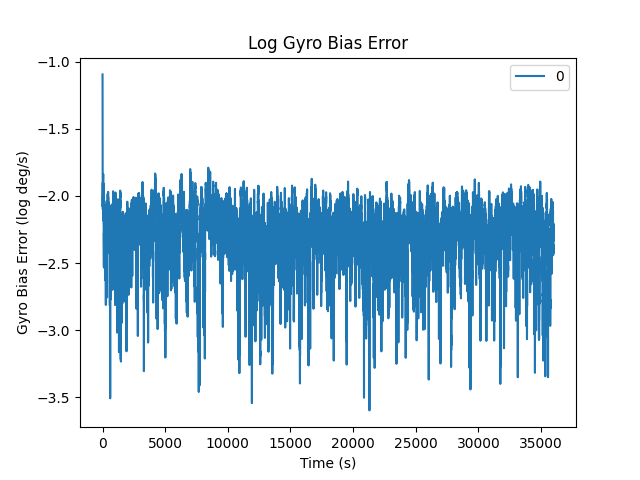 Log Gyro Bias Error
0
Gyro Bias Error (log deg/s)
−1.0
−1.5
−2.0
−2.5
−3.0
−3.5
0 5000 10000 15000 20000 25000 30000 35000
Time (s)